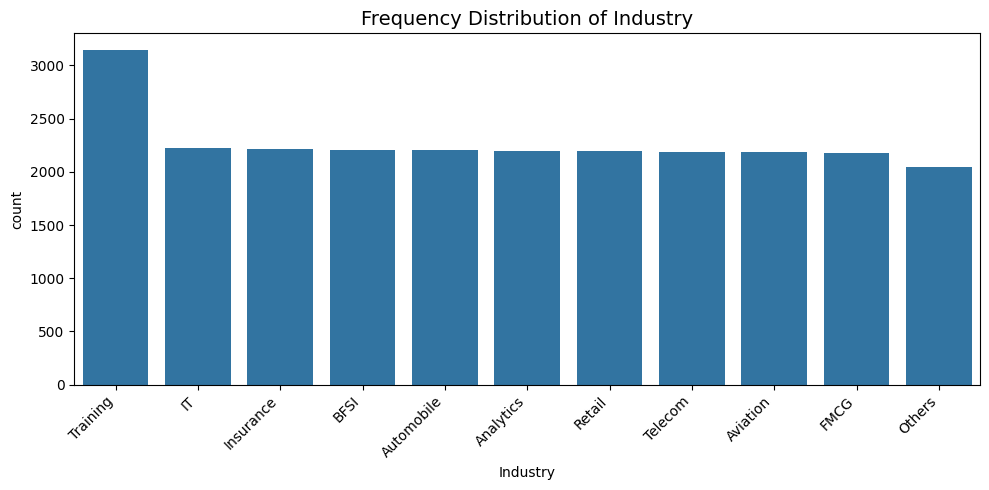 Frequency Distribution of Industry
3000
2500
2000
1500
1000
500
0
count
Training
IT
Insurance
BFSI
Automobile
Analytics
Retail
Telecom
Aviation
FMCG
Others
Industry